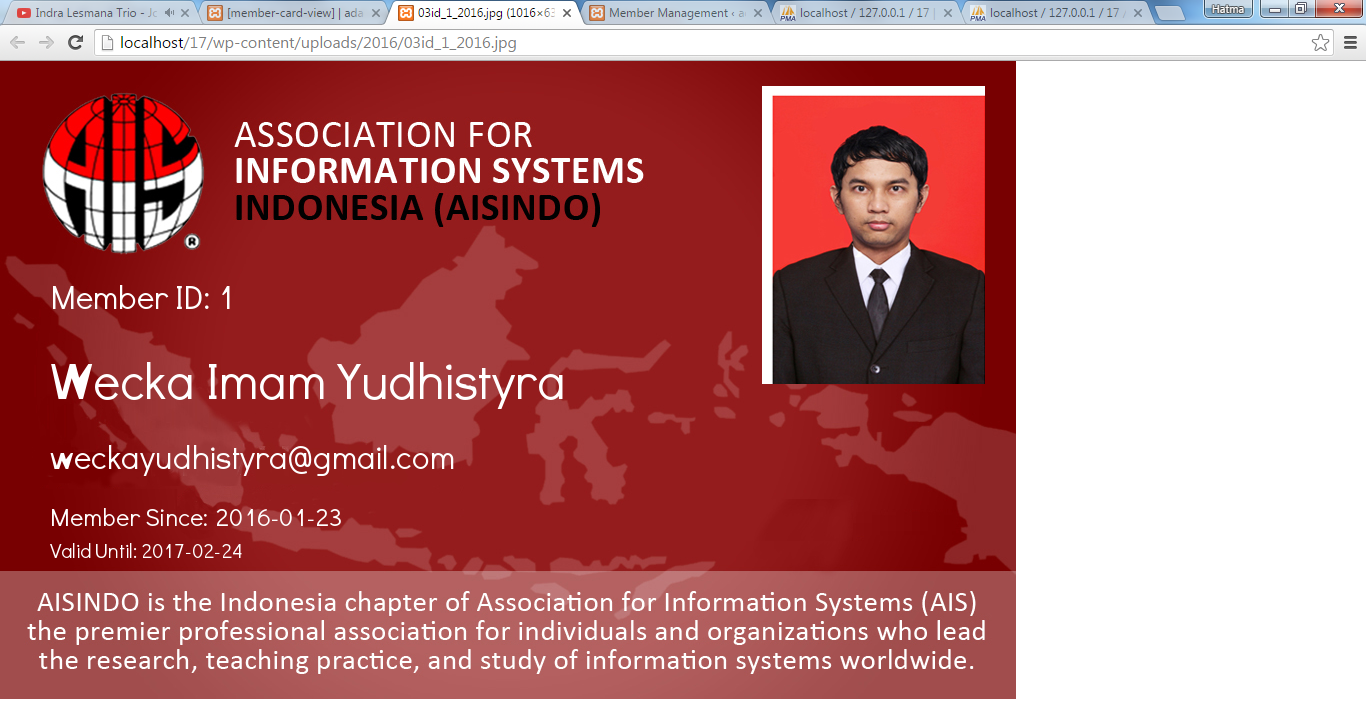 Indra Lesmana Trio - Jo
[member-card-view] | ada
03id_1_2016.jpg (1016×63
Member Management ‹ a
localhost / 127.0.0.1 / 17 |
localhost / 127.0.0.1 / 17 /
Hatma
localhost/17/wp-content/uploads/2016/03id_1_2016.jpg
ASSOCIATION FOR
INFORMATION SYSTEMS
INDONESIA (AISINDO)
AIS
®
Member ID: 1
Wecka Imam Yudhistyra
weckayudhistyra@gmail.com
Member Since: 2016-01-23
Valid Until: 2017-02-24
AISINDO is the Indonesia chapter of Association for Information Systems (AIS)
the premier professional association for individuals and organizations who lead
the research, teaching practice, and study of information systems worldwide.